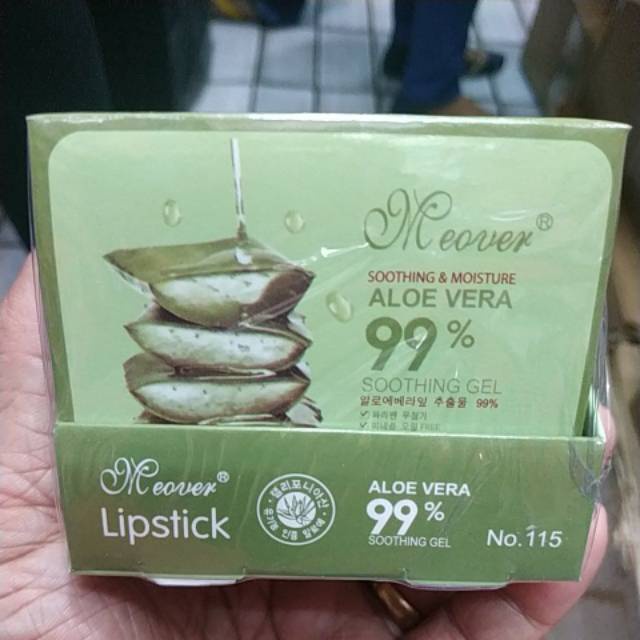 Meover®
SOOTHING & MOISTURE
ALOE VERA
99%
SOOTHING GEL
알로에베라잎 추출물 99%
Meover®
Lipstick
ALOE VERA
99%
SOOTHING GEL
No.115